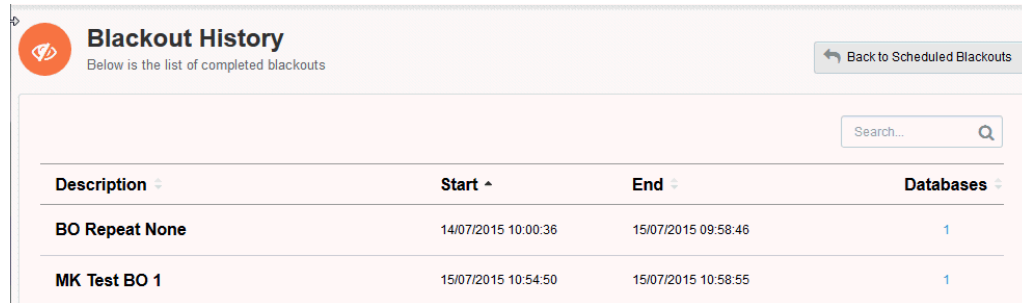 Blackout History
Below is the list of completed blackouts
Back to Scheduled Blackouts
Search...
Description Start End Databases
BO Repeat None 14/07/2015 10:00:36 15/07/2015 09:58:46 1
MK Test BO 1 15/07/2015 10:54:50 15/07/2015 10:58:55 1